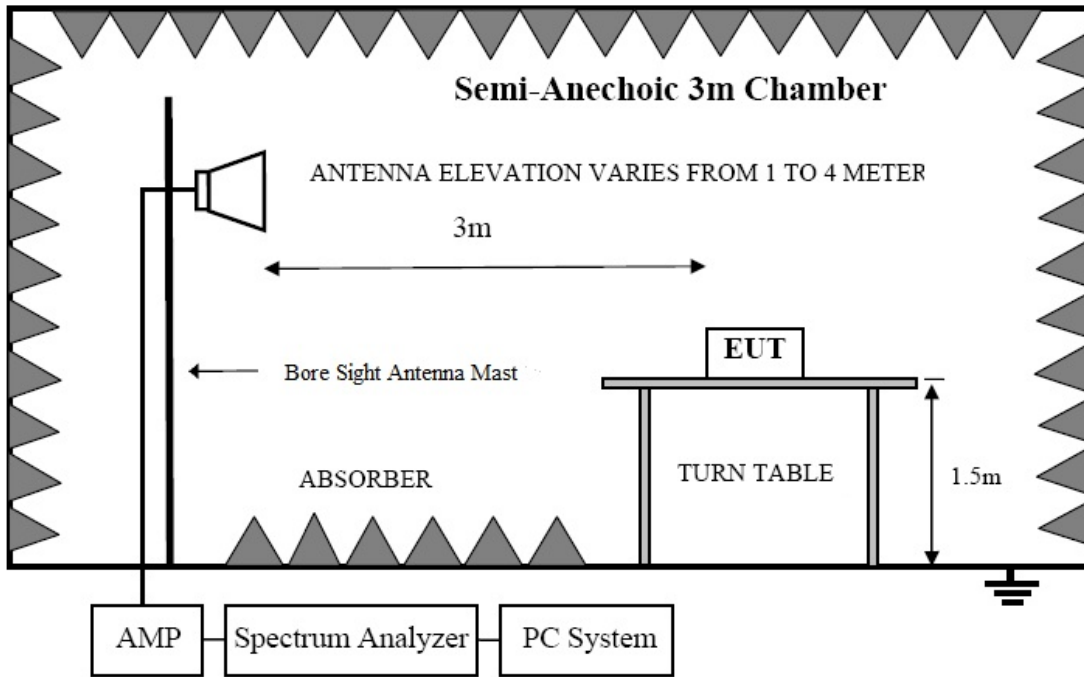 Semi-Anechoic 3m Chamber
ANTENNA ELEVATION VARIES FROM 1 TO 4 METER
3m
EUT
Bore Sight Antenna Mast
ABSORBER
TURN TABLE
1.5m
AMP
Spectrum Analyzer
PC System